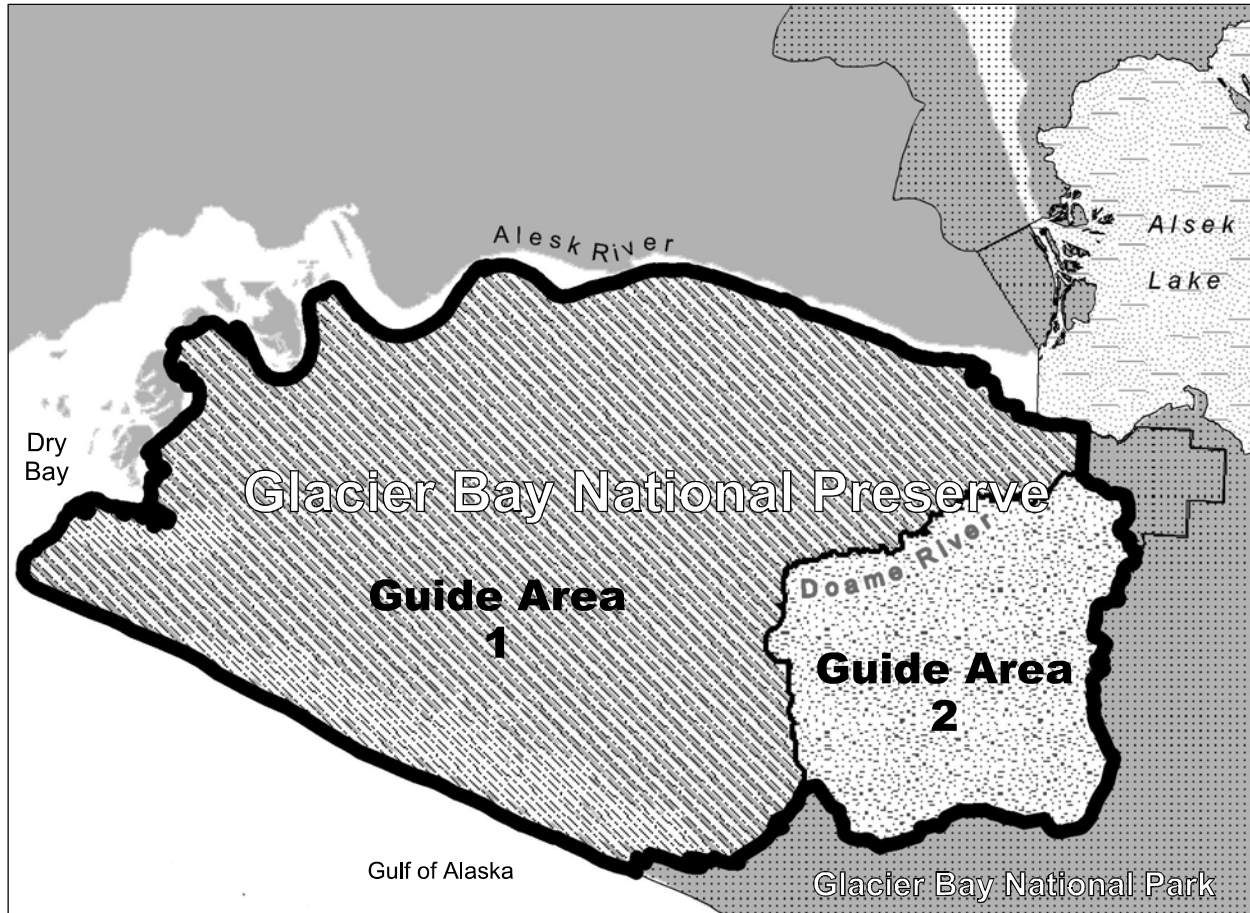 Alesk River
Alsek
Lake
Dry
Bay
Glacier Bay National Preserve
Doame River
Guide Area
1
Guide Area
2
Gulf of Alaska
Glacier Bay National Park